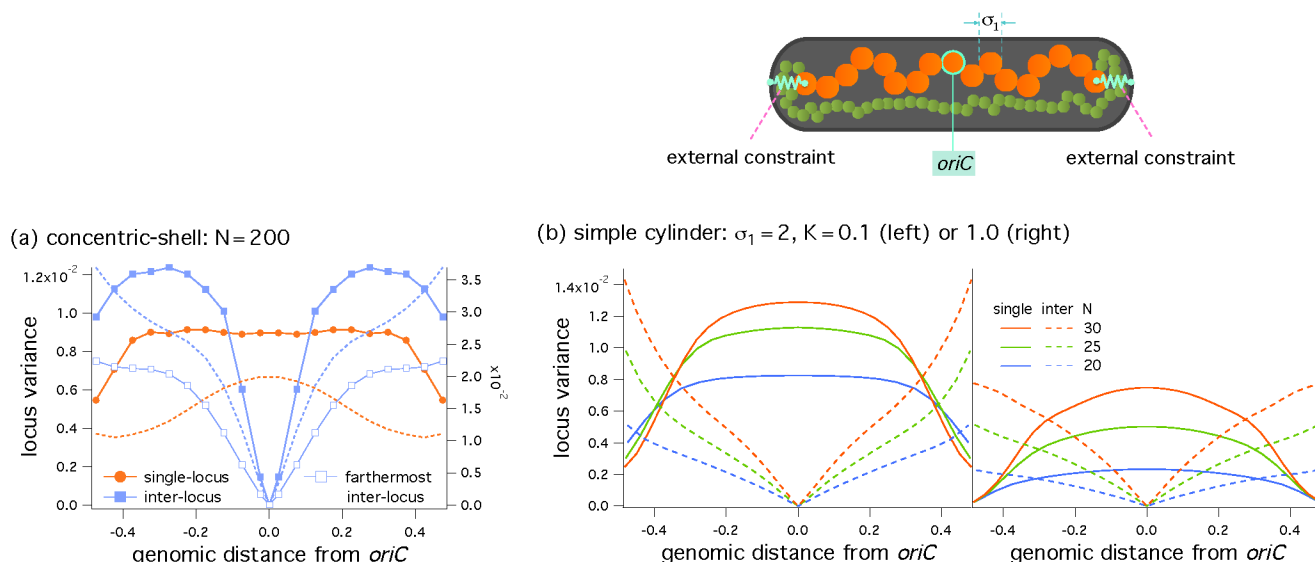 σ1
external constraint
oriC
external constraint
(a) concentric-shell: N = 200
(b) simple cylinder: σ1 = 2, K = 0.1 (left) or 1.0 (right)
locus variance
1.2x10-2
1.0
0.8
0.6
0.4
0.2
0.0
3.5
3.0
2.5
2.0
1.5
1.0
0.5
0.0
x10-2
single-locus
inter-locus
farthermost
inter-locus
-0.4 -0.2 0.0 0.2 0.4
genomic distance from oriC
locus variance
1.4x10-2
1.2
1.0
0.8
0.6
0.4
0.2
0.0
single inter N
30
25
20
-0.4 -0.2 0.0 0.2 0.4
-0.4 -0.2 0.0 0.2 0.4
genomic distance from oriC